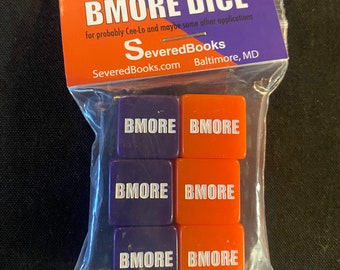 BMORE DICE
for probably Cee-Lo and maybe some other applications
SeveredBooks
SeveredBooks.com Baltimore, MD
BMORE BMORE
BMORE BMORE
BMORE BMORE